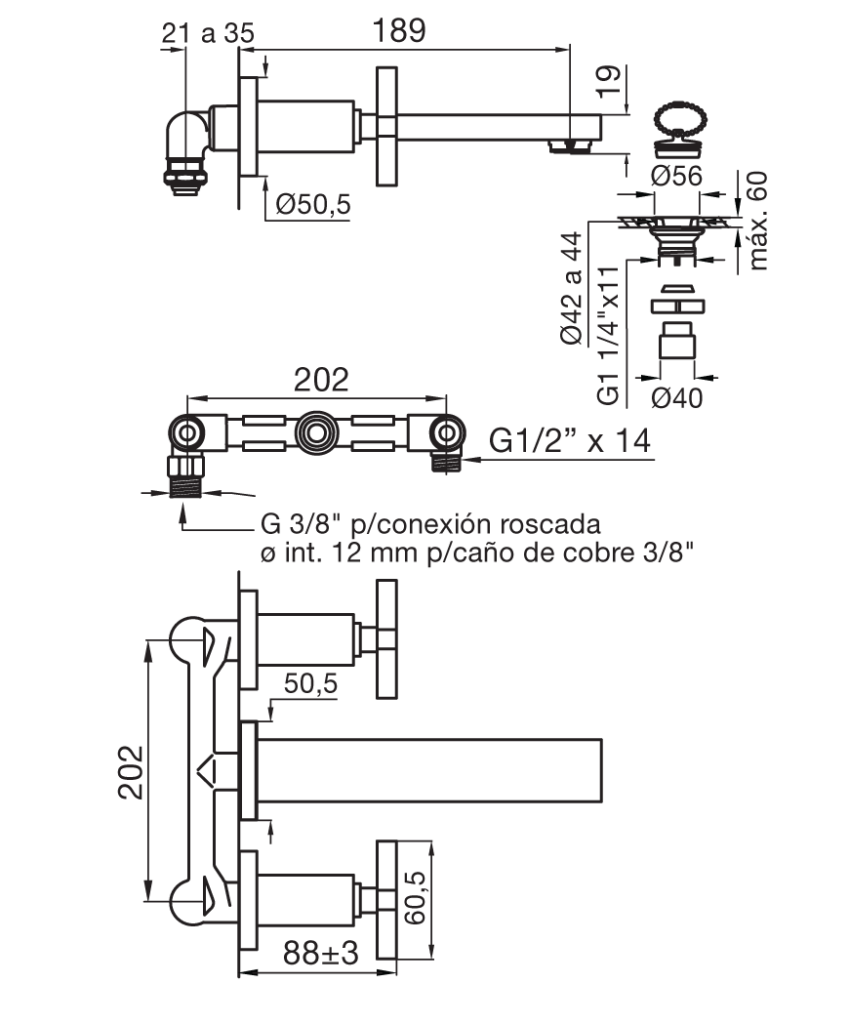 21 a 35
189
19
Ø50,5
Ø56
máx. 60
Ø42 a 44
G1 1/4"x11
Ø40
202
G1/2” x 14
G 3/8" p/conexión roscada
ø int. 12 mm p/caño de cobre 3/8"
50,5
202
60,5
88±3